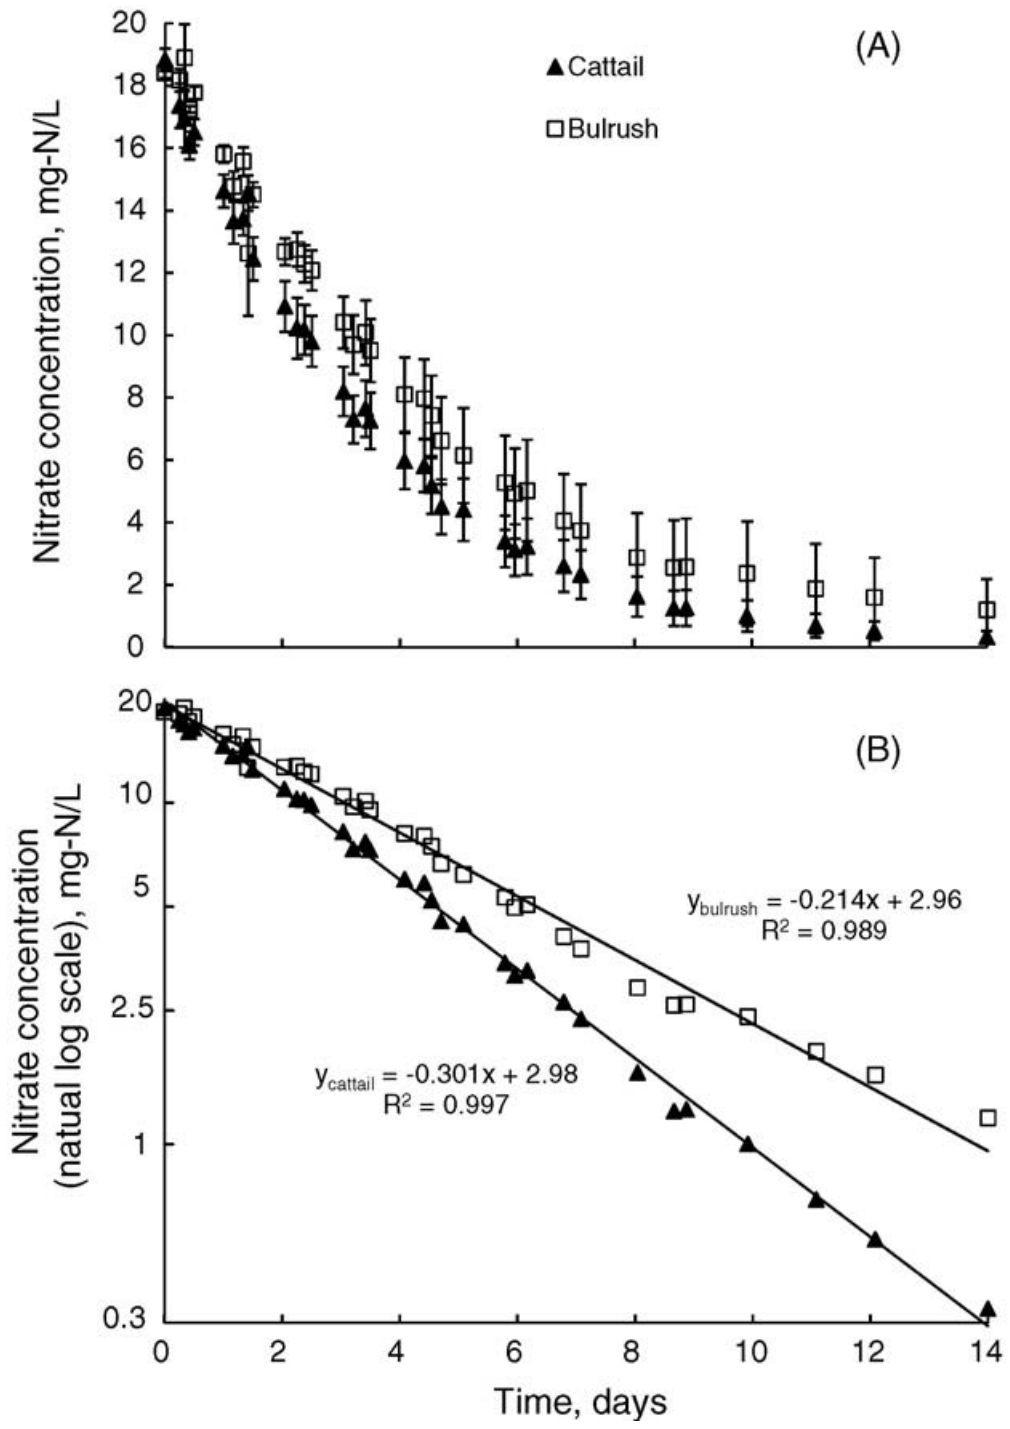 (A)
Cattail
Bulrush
Nitrate concentration, mg-N/L
20
18
16
14
12
10
8
6
4
2
0
(B)
Nitrate concentration
(natual log scale), mg-N/L
20
10
5
2.5
1
0.3
ybulrush = -0.214x + 2.96
R² = 0.989
ycattail = -0.301x + 2.98
R² = 0.997
0 2 4 6 8 10 12 14
Time, days